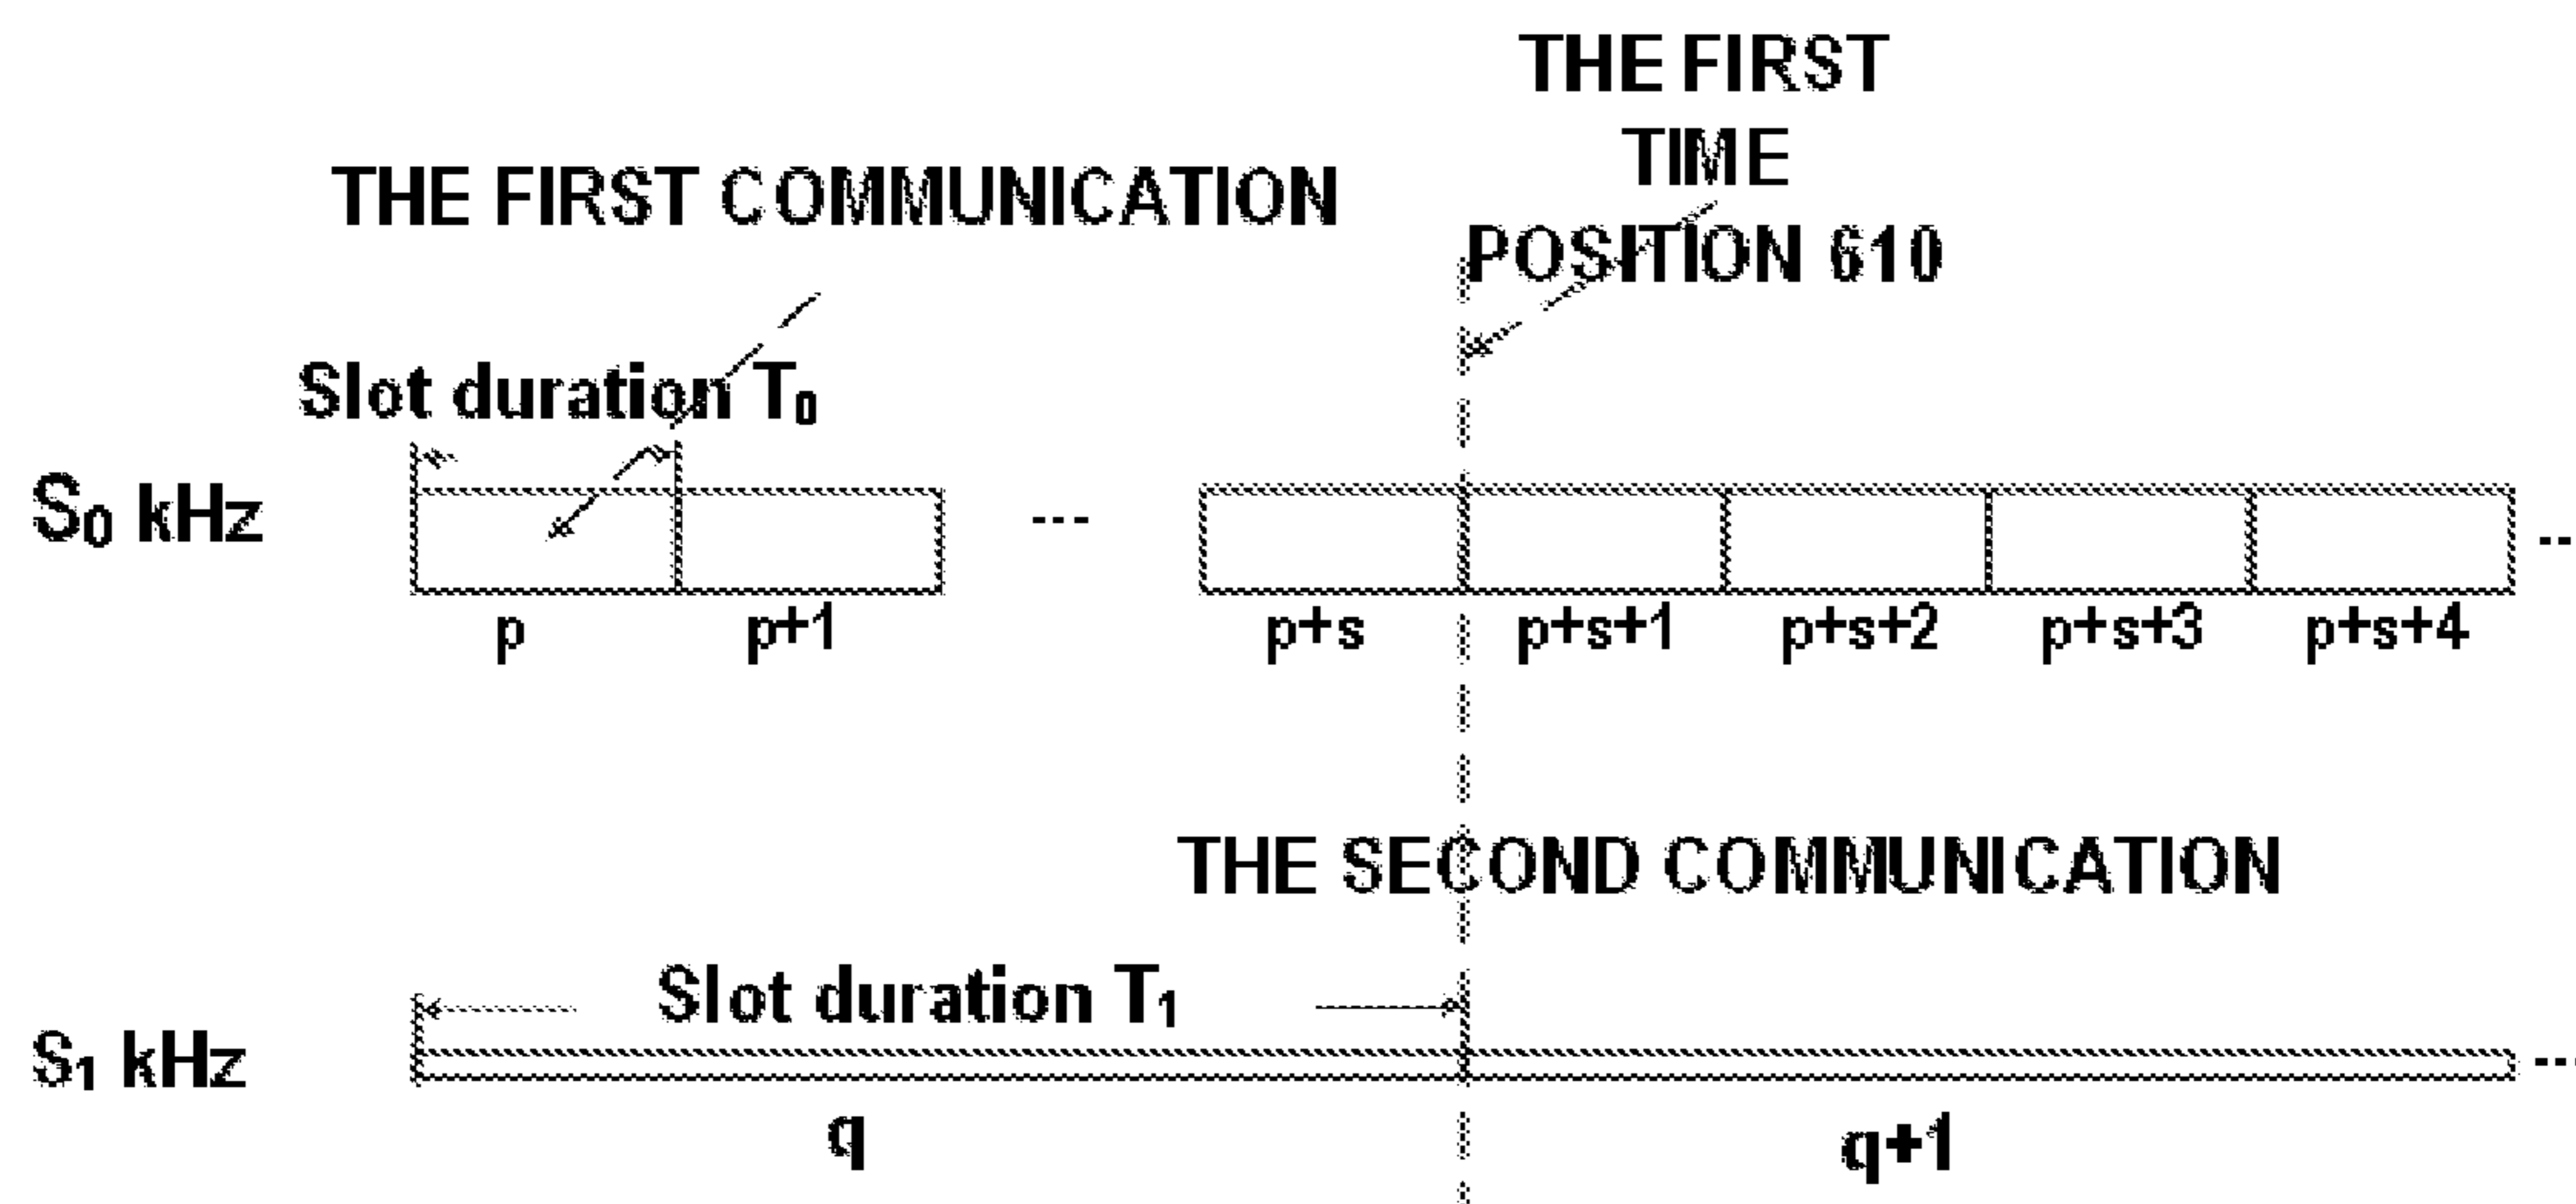 THE FIRST
TIME
POSITION 610
THE FIRST COMMUNICATION
Slot duration T₀
S₀ kHz
---
--
p
p+1
p+s
p+s+1
p+s+2
p+s+3
p+s+4
THE SECOND COMMUNICATION
Slot duration T₁
S₁ kHz
---
q
q+1